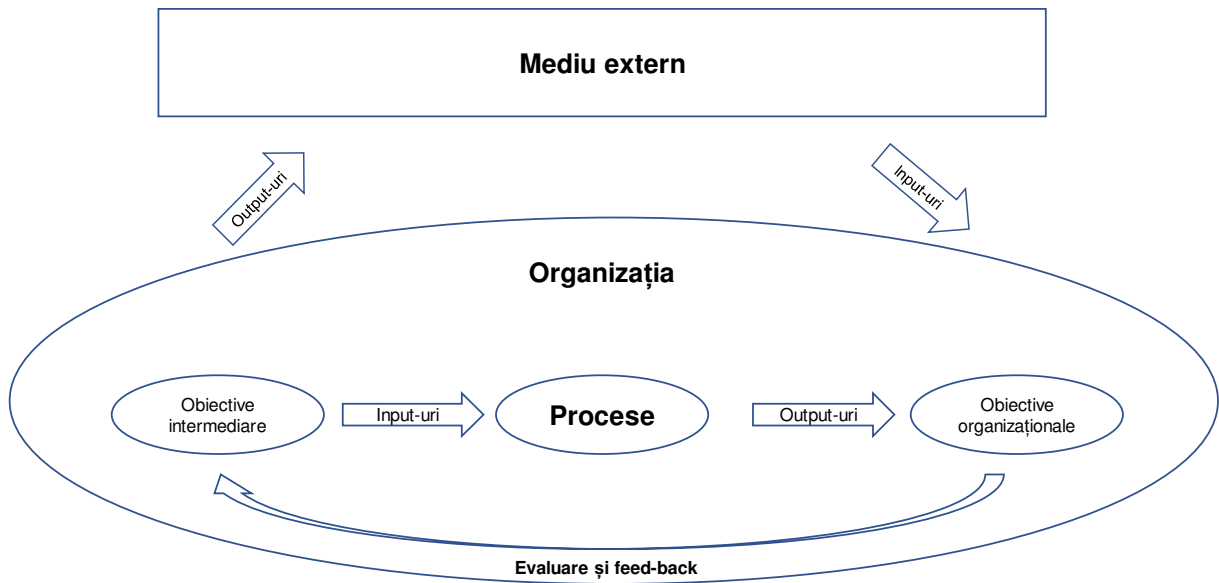 Mediu extern
Output-uri
Input-uri
Organizația
Obiective
intermediare
Input-uri
Procese
Output-uri
Obiective
organizaționale
Evaluare și feed-back